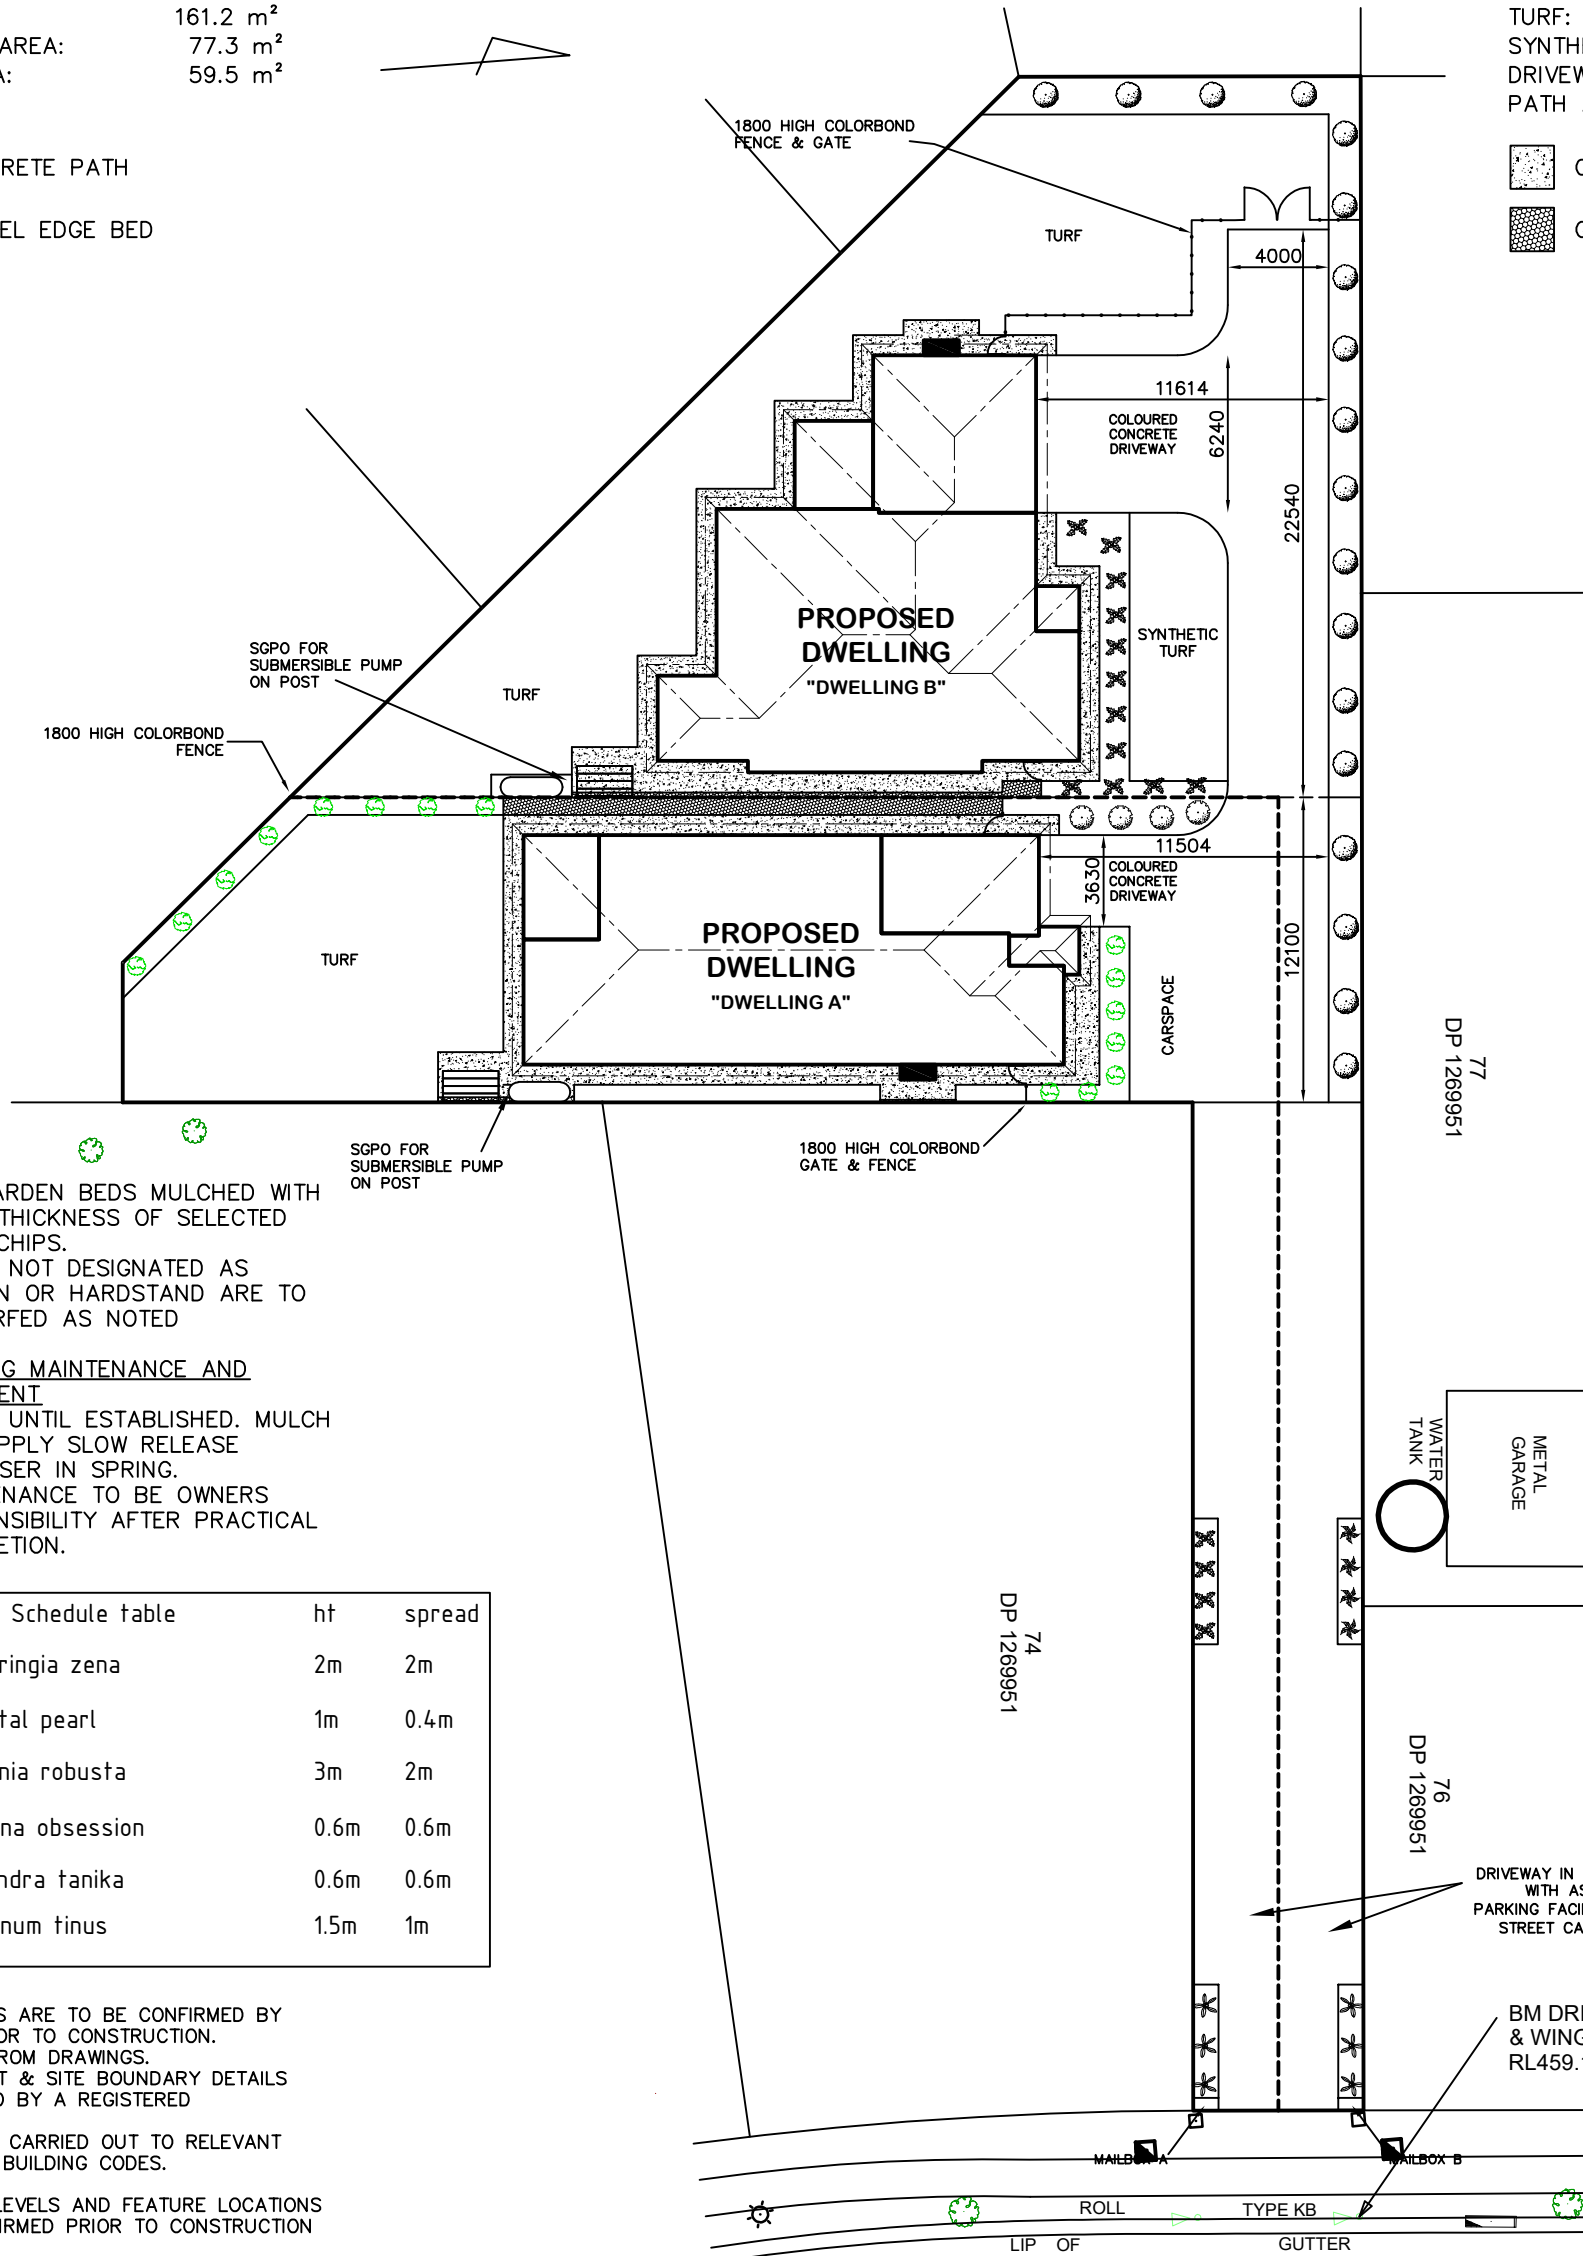 161.2 m²
AREA: 77.3 m²
A: 59.5 m²
RETE PATH
EL EDGE BED
TURF:
SYNTH
DRIVEW
PATH
1800 HIGH COLORBOND
FENCE & GATE
TURF
4000
11614
COLOURED
CONCRETE
DRIVEWAY
6240
22540
PROPOSED
DWELLING
"DWELLING B"
SYNTHETIC
TURF
SGPO FOR
SUBMERSIBLE PUMP
ON POST
TURF
1800 HIGH COLORBOND
FENCE
11504
3630
COLOURED
CONCRETE
DRIVEWAY
12100
PROPOSED
DWELLING
"DWELLING A"
TURF
CARSPACE
77
DP 1269951
SGPO FOR
SUBMERSIBLE PUMP
ON POST
1800 HIGH COLORBOND
GATE & FENCE
ARDEN BEDS MULCHED WITH
THICKNESS OF SELECTED
CHIPS.
NOT DESIGNATED AS
N OR HARDSTAND ARE TO
RFED AS NOTED
G MAINTENANCE AND
ENT
UNTIL ESTABLISHED. MULCH
PPLY SLOW RELEASE
SER IN SPRING.
ENANCE TO BE OWNERS
NSIBILITY AFTER PRACTICAL
ETION.
WATER
TANK
METAL
GARAGE
Schedule table ht spread
ringia zena 2m 2m
tal pearl 1m 0.4m
nia robusta 3m 2m
na obsession 0.6m 0.6m
ndra tanika 0.6m 0.6m
num tinus 1.5m 1m
74
DP 1269951
76
DP 1269951
DRIVEWAY IN
WITH AS
PARKING FACI
STREET CA
S ARE TO BE CONFIRMED BY
OR TO CONSTRUCTION.
ROM DRAWINGS.
T & SITE BOUNDARY DETAILS
D BY A REGISTERED
CARRIED OUT TO RELEVANT
BUILDING CODES.
LEVELS AND FEATURE LOCATIONS
IRMED PRIOR TO CONSTRUCTION
BM DRI
& WING
RL459.
MAILBOX A
MAILBOX B
ROLL TYPE KB
LIP OF GUTTER